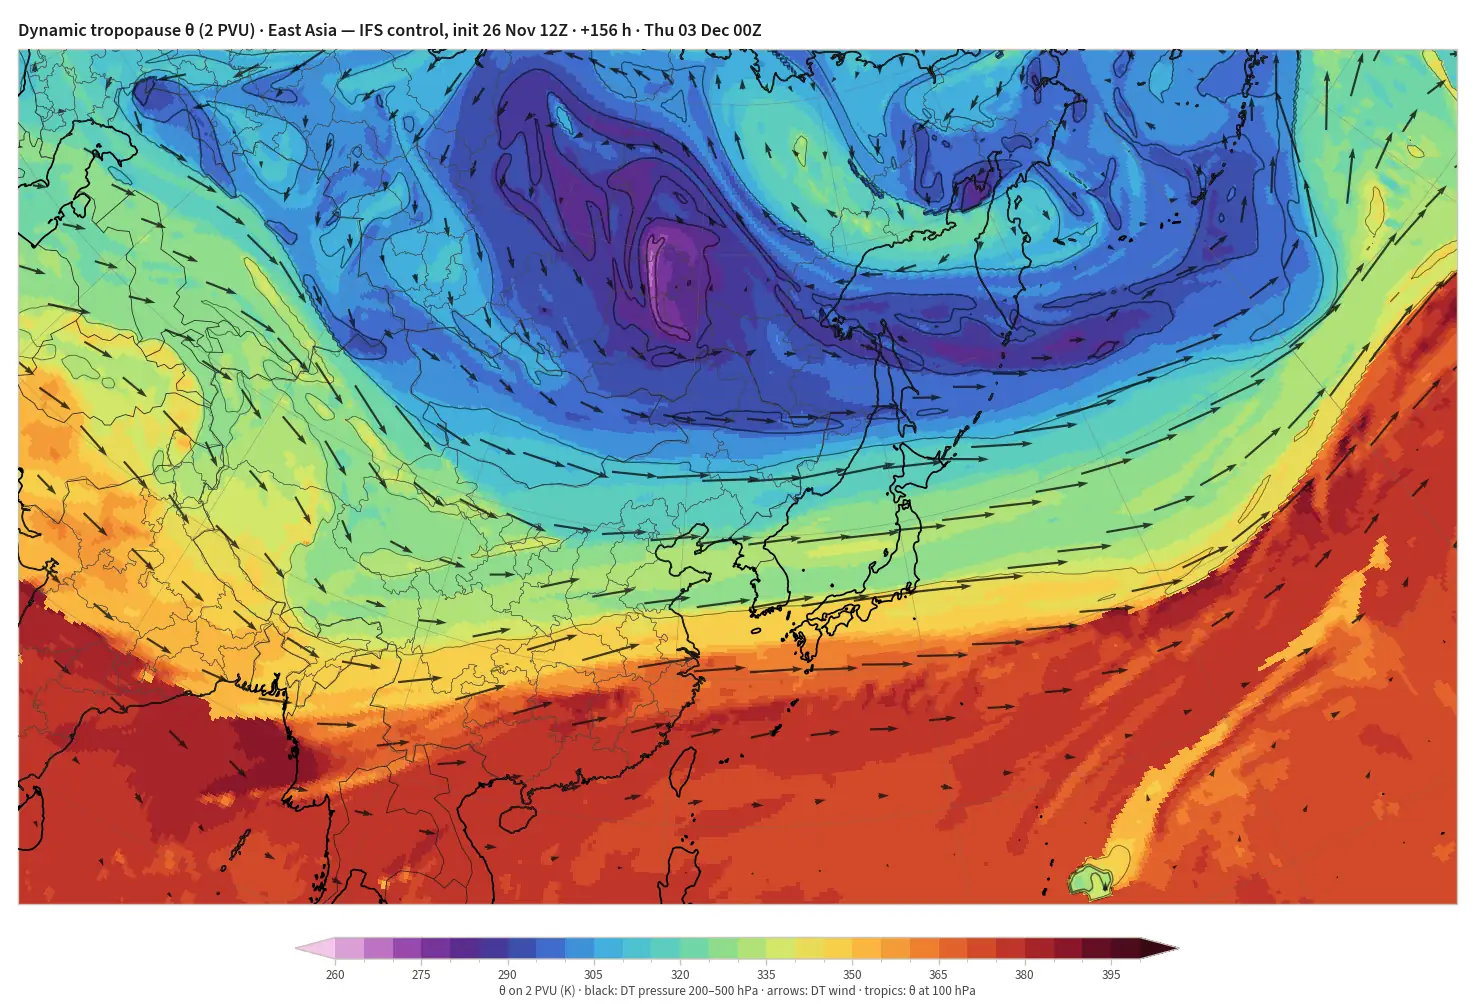 Dynamic tropopause θ (2 PVU) · East Asia — IFS control, init 26 Nov 12Z · +156 h · Thu 03 Dec 00Z
260 275 290 305 320 335 350 365 380 395
θ on 2 PVU (K) · black: DT pressure 200–500 hPa · arrows: DT wind · tropics: θ at 100 hPa